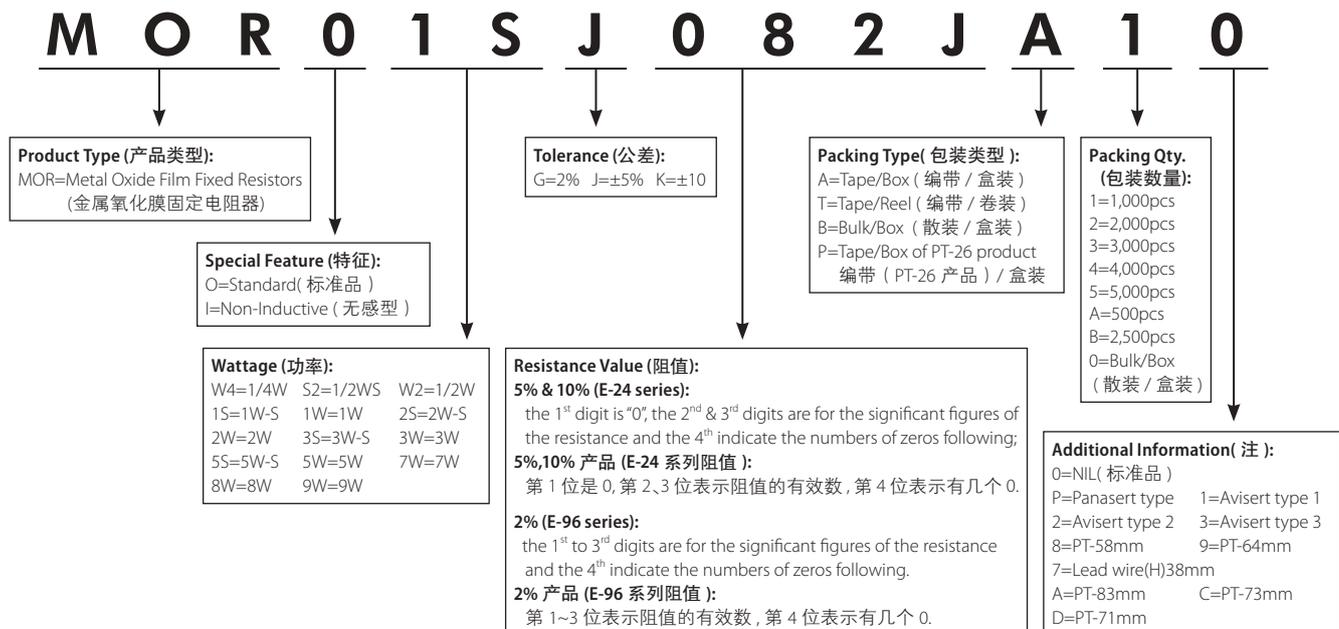 M O R 0 1 S J 0 8 2 J A 1 0
Product Type (产品类型):
MOR=Metal Oxide Film Fixed Resistors
(金属氧化膜固定电阻器)
Special Feature (特征):
O=Standard( 标准品 )
I=Non-Inductive ( 无感型 )
Wattage (功率):
W4=1/4W S2=1/2WS W2=1/2W
1S=1W-S 1W=1W 2S=2W-S
2W=2W 3S=3W-S 3W=3W
5S=5W-S 5W=5W 7W=7W
8W=8W 9W=9W
Tolerance (公差):
G=2% J=±5% K=±10
Resistance Value (阻值):
5% & 10% (E-24 series):
the 1st digit is “0”, the 2nd & 3rd digits are for the significant figures of
the resistance and the 4th indicate the numbers of zeros following;
5%,10% 产品 (E-24 系列阻值 ):
第 1 位是 0, 第 2、3 位表示阻值的有效数 , 第 4 位表示有几个 0.
2% (E-96 series):
the 1st to 3rd digits are for the significant figures of the resistance
and the 4th indicate the numbers of zeros following.
2% 产品 (E-96 系列阻值 ):
第 1~3 位表示阻值的有效数 , 第 4 位表示有几个 0.
Packing Type( 包装类型 ):
A=Tape/Box ( 编带 / 盒装 )
T=Tape/Reel ( 编带 / 卷装 )
B=Bulk/Box ( 散装 / 盒装 )
P=Tape/Box of PT-26 product
编带 ( PT-26 产品 ) / 盒装
Packing Qty.
(包装数量):
1=1,000pcs
2=2,000pcs
3=3,000pcs
4=4,000pcs
5=5,000pcs
A=500pcs
B=2,500pcs
0=Bulk/Box
( 散装 / 盒装 )
Additional Information( 注 ):
0=NIL( 标准品 )
P=Panasert type 1=Avisert type 1
2=Avisert type 2 3=Avisert type 3
8=PT-58mm 9=PT-64mm
7=Lead wire(H)38mm
A=PT-83mm C=PT-73mm
D=PT-71mm